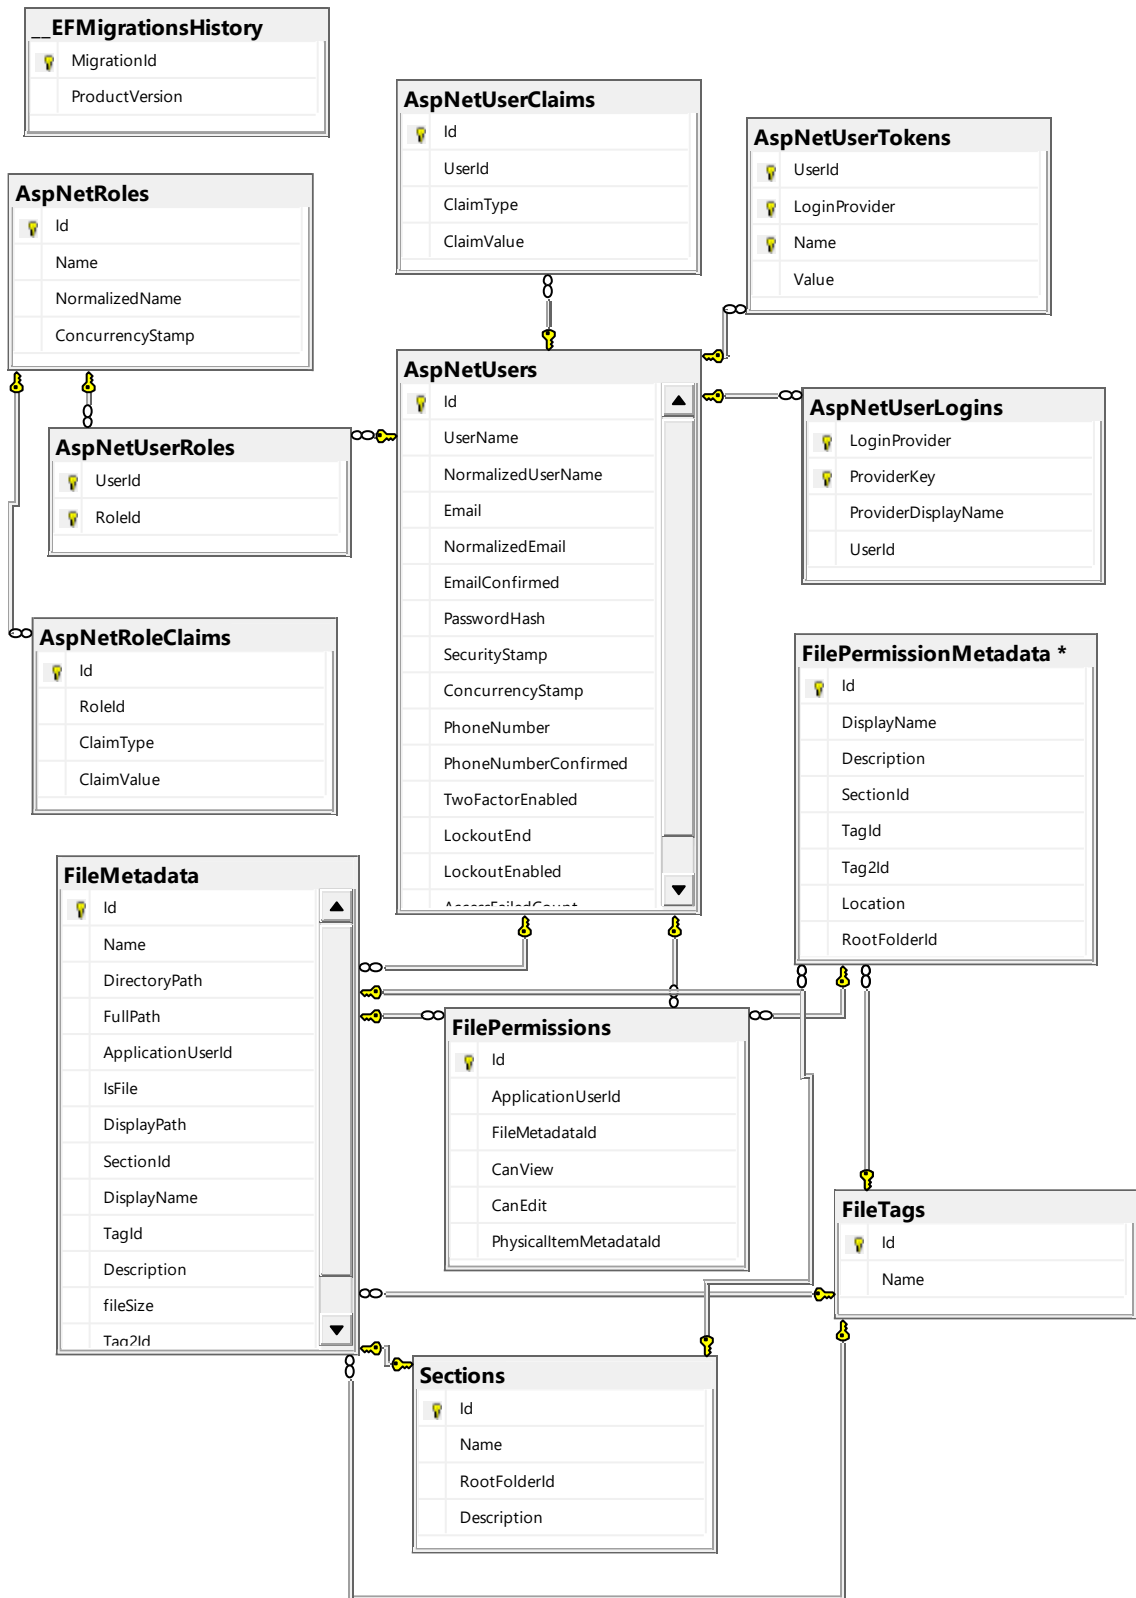 __EFMigrationsHistory
MigrationId
ProductVersion
AspNetUserClaims
Id
UserId
ClaimType
ClaimValue
AspNetUserTokens
UserId
LoginProvider
Name
Value
AspNetRoles
Id
Name
NormalizedName
ConcurrencyStamp
AspNetUsers
Id
UserName
NormalizedUserName
Email
NormalizedEmail
EmailConfirmed
PasswordHash
SecurityStamp
ConcurrencyStamp
PhoneNumber
PhoneNumberConfirmed
TwoFactorEnabled
LockoutEnd
LockoutEnabled
AccessFailedCount
AspNetUserLogins
LoginProvider
ProviderKey
ProviderDisplayName
UserId
AspNetUserRoles
UserId
RoleId
AspNetRoleClaims
Id
RoleId
ClaimType
ClaimValue
FilePermissionMetadata *
Id
DisplayName
Description
SectionId
TagId
Tag2Id
Location
RootFolderId
FileMetadata
Id
Name
DirectoryPath
FullPath
ApplicationUserId
IsFile
DisplayPath
SectionId
DisplayName
TagId
Description
fileSize
Tag2Id
FilePermissions
Id
ApplicationUserId
FileMetadataId
CanView
CanEdit
PhysicalItemMetadataId
FileTags
Id
Name
Sections
Id
Name
RootFolderId
Description